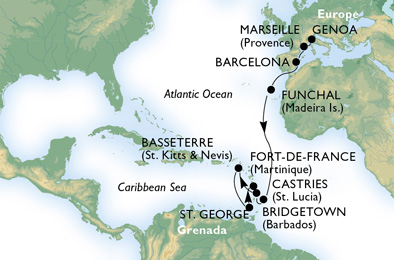 Europe
MARSEILLE
(Provence)
GENOA
BARCELONA
Atlantic Ocean
FUNCHAL
(Madeira Is.)
BASSETERRE
(St. Kitts & Nevis)
FORT-DE-FRANCE
(Martinique)
Caribbean Sea
CASTRIES
(St. Lucia)
ST. GEORGE
BRIDGETOWN
(Barbados)
Grenada